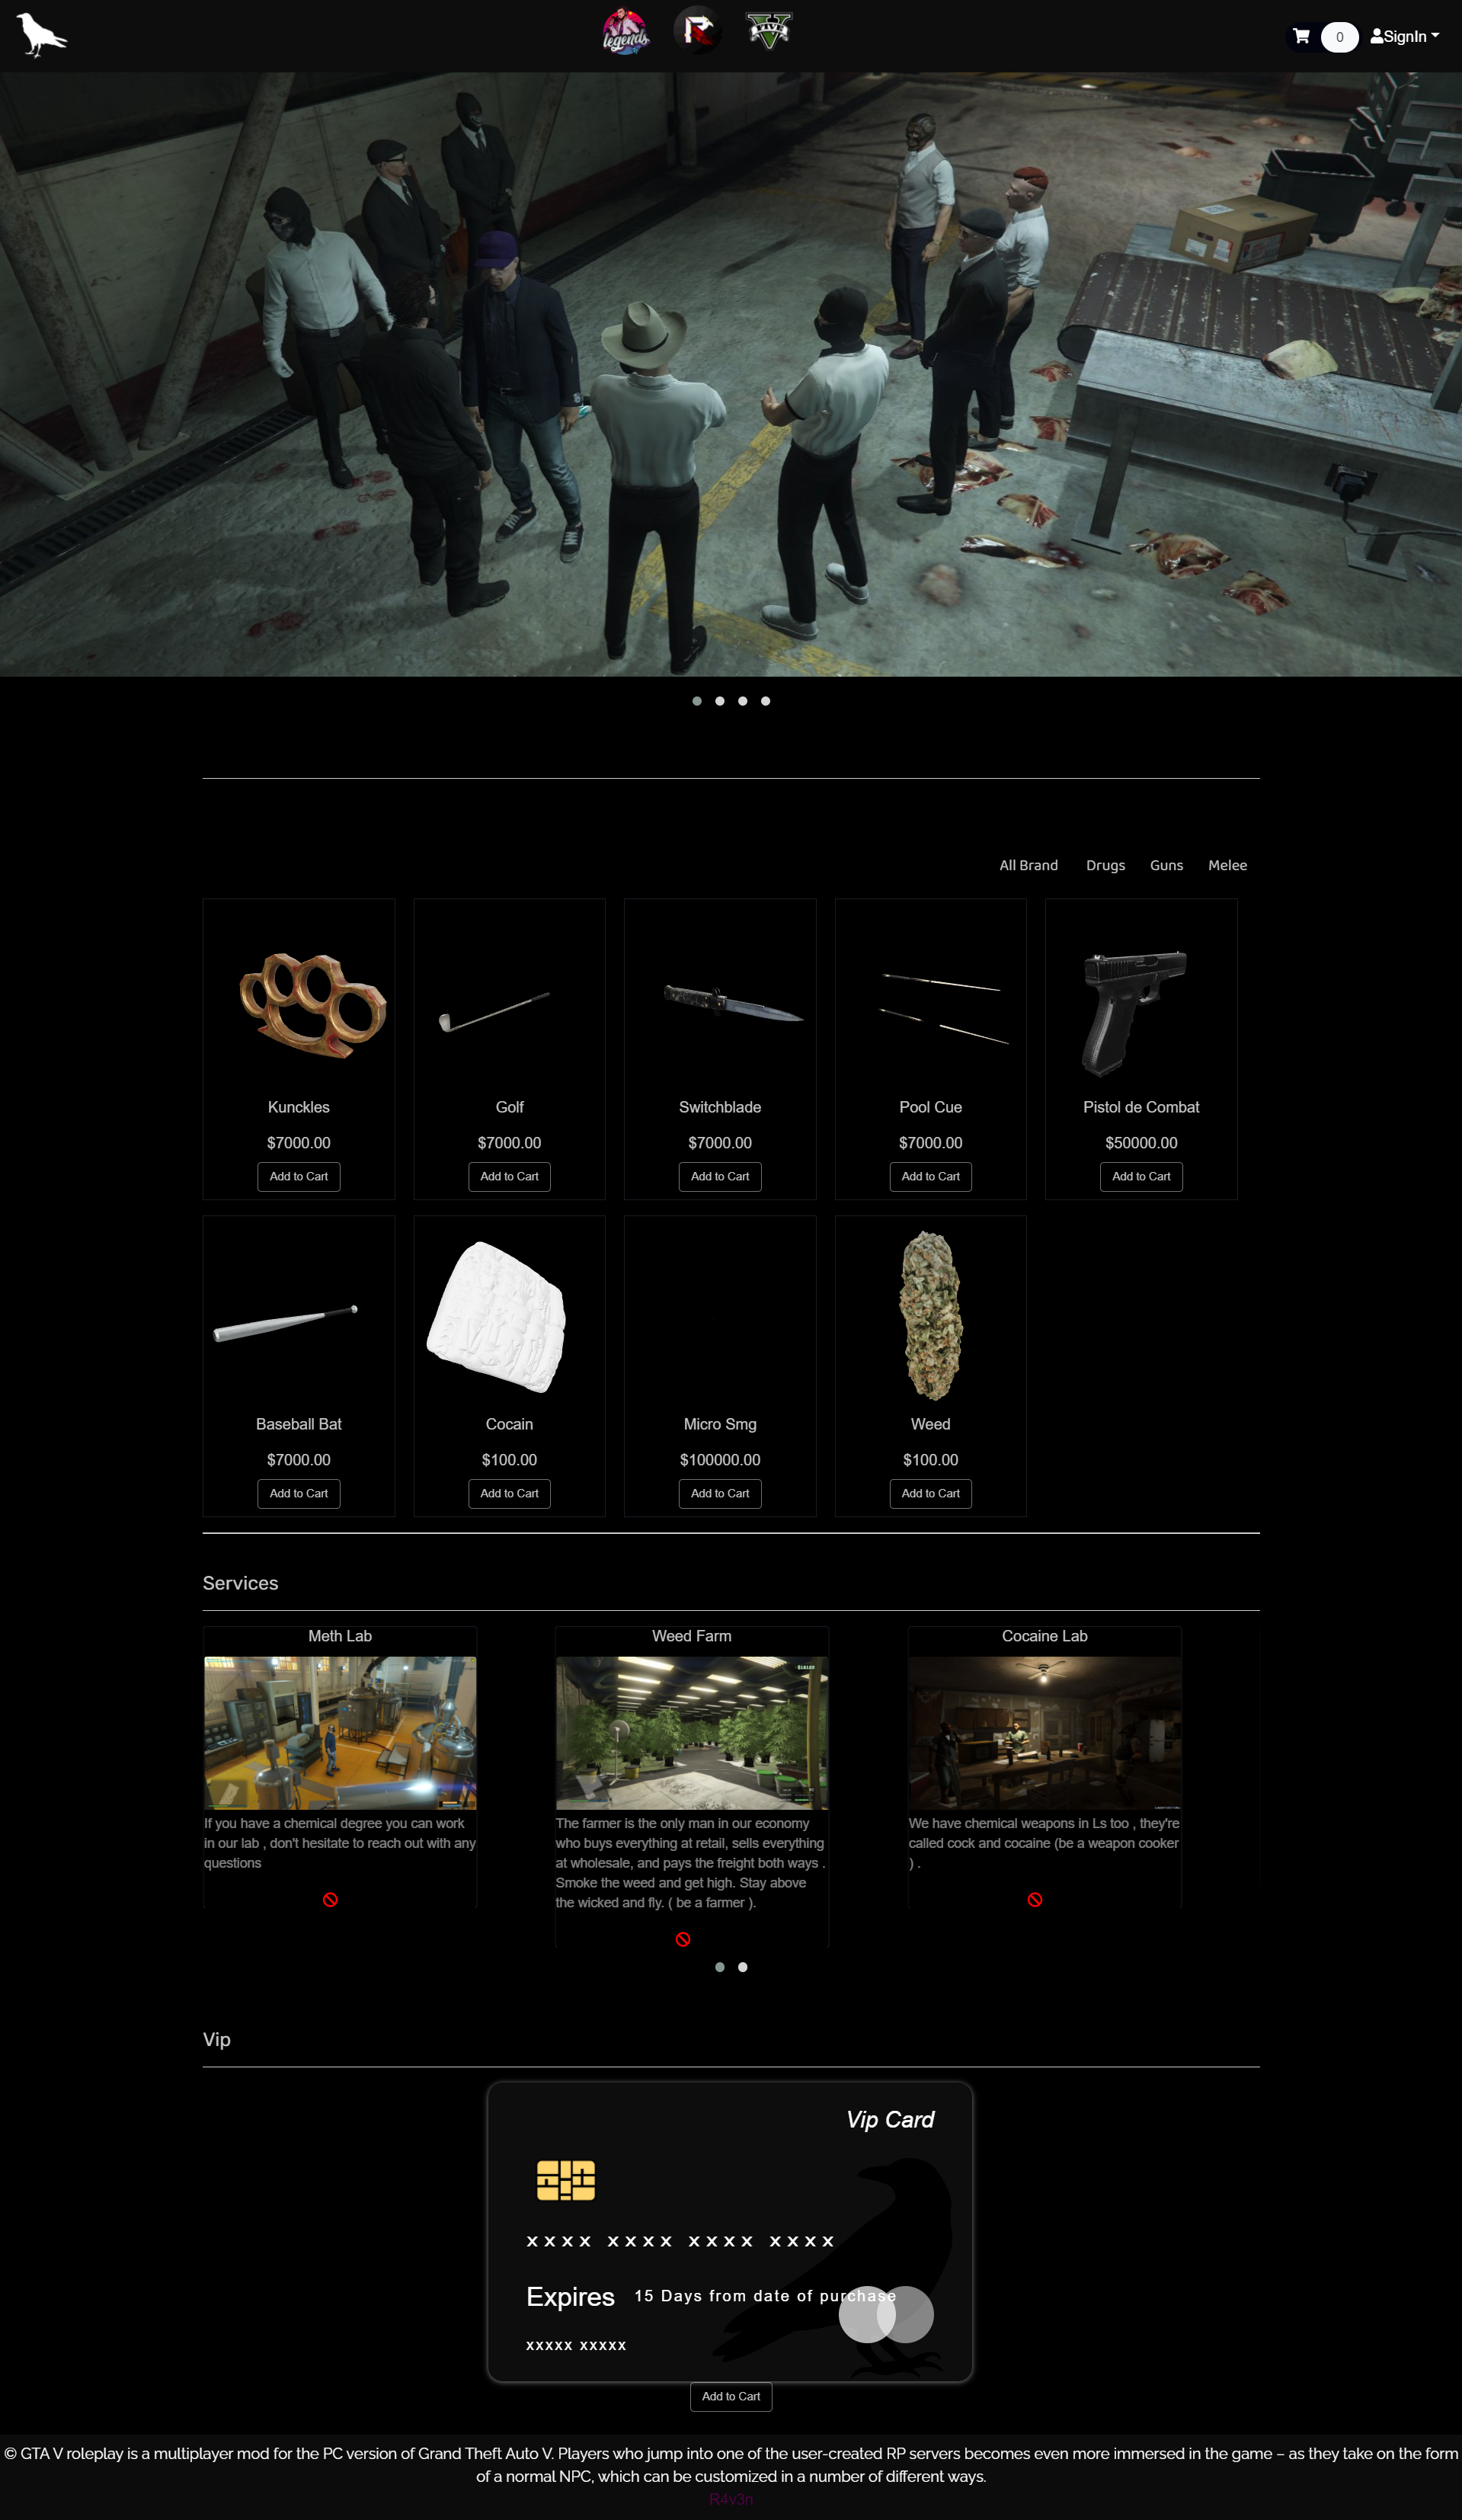 legends
R
FIVE
0
SignIn
All Brand Drugs Guns Melee
Kunckles
$7000.00
Add to Cart
Golf
$7000.00
Add to Cart
Switchblade
$7000.00
Add to Cart
Pool Cue
$7000.00
Add to Cart
Pistol de Combat
$50000.00
Add to Cart
Baseball Bat
$7000.00
Add to Cart
Cocain
$100.00
Add to Cart
Micro Smg
$100000.00
Add to Cart
Weed
$100.00
Add to Cart
Services
Meth Lab
If you have a chemical degree you can work
in our lab , don't hesitate to reach out with any
questions
Weed Farm
The farmer is the only man in our economy
who buys everything at retail, sells everything
at wholesale, and pays the freight both ways .
Smoke the weed and get high. Stay above
the wicked and fly. ( be a farmer ).
Cocaine Lab
We have chemical weapons in Ls too , they're
called cock and cocaine (be a weapon cooker
) .
Vip
Vip Card
xxxx xxxx xxxx xxxx
Expires 15 Days from date of purchase
xxxxx xxxxx
Add to Cart
© GTA V roleplay is a multiplayer mod for the PC version of Grand Theft Auto V. Players who jump into one of the user-created RP servers becomes even more immersed in the game – as they take on the form
of a normal NPC, which can be customized in a number of different ways.
R4v3n